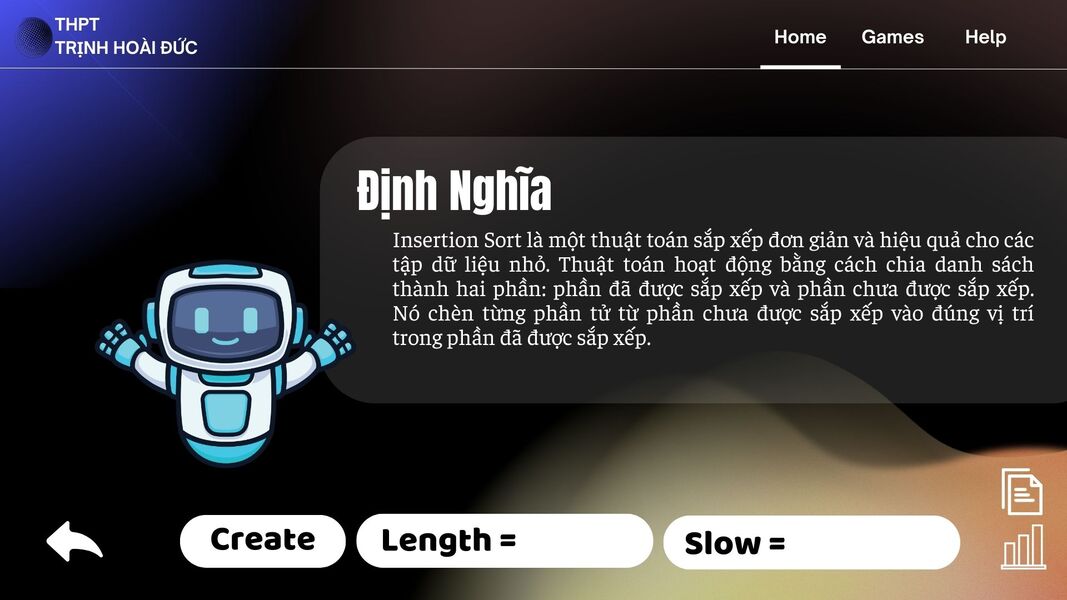 THPT
TRỊNH HOÀI ĐỨC
Home
Games
Help
Định Nghĩa
Insertion Sort là một thuật toán sắp xếp đơn giản và hiệu quả cho các
tập dữ liệu nhỏ. Thuật toán hoạt động bằng cách chia danh sách
thành hai phần: phần đã được sắp xếp và phần chưa được sắp xếp.
Nó chèn từng phần tử từ phần chưa được sắp xếp vào đúng vị trí
trong phần đã được sắp xếp.
Create
Length =
Slow =